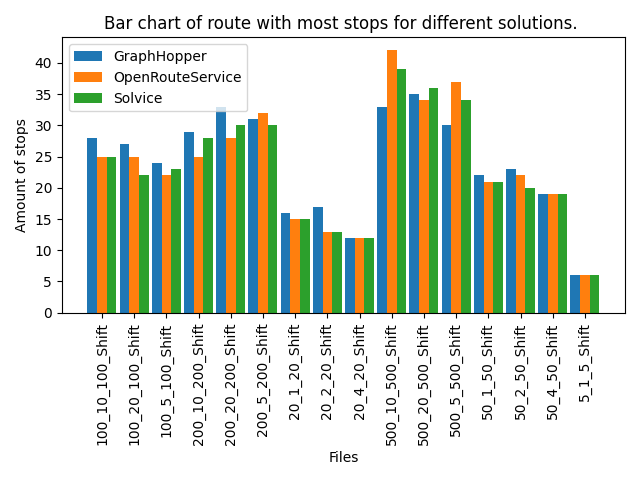 Bar chart of route with most stops for different solutions.
GraphHopper
OpenRouteService
Solvice
Amount of stops
40
35
30
25
20
15
10
5
0
100_10_100_Shift
100_20_100_Shift
100_5_100_Shift
200_10_200_Shift
200_20_200_Shift
200_5_200_Shift
20_1_20_Shift
20_2_20_Shift
20_4_20_Shift
500_10_500_Shift
500_20_500_Shift
500_5_500_Shift
50_1_50_Shift
50_2_50_Shift
50_4_50_Shift
5_1_5_Shift
Files